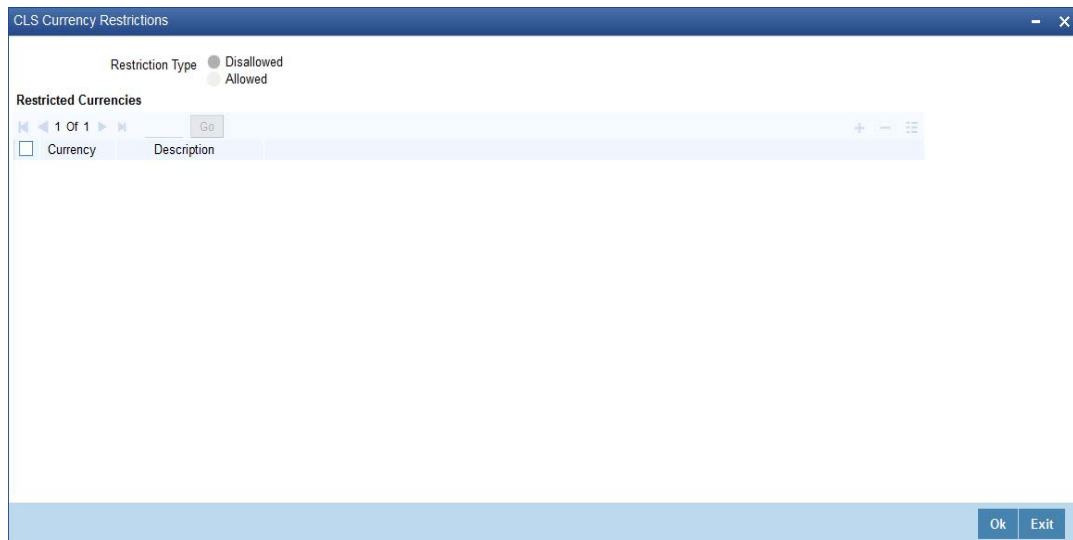 CLS Currency Restrictions
Restriction Type Disallowed
Allowed
Restricted Currencies
1 Of 1 Go
Currency Description
Ok Exit